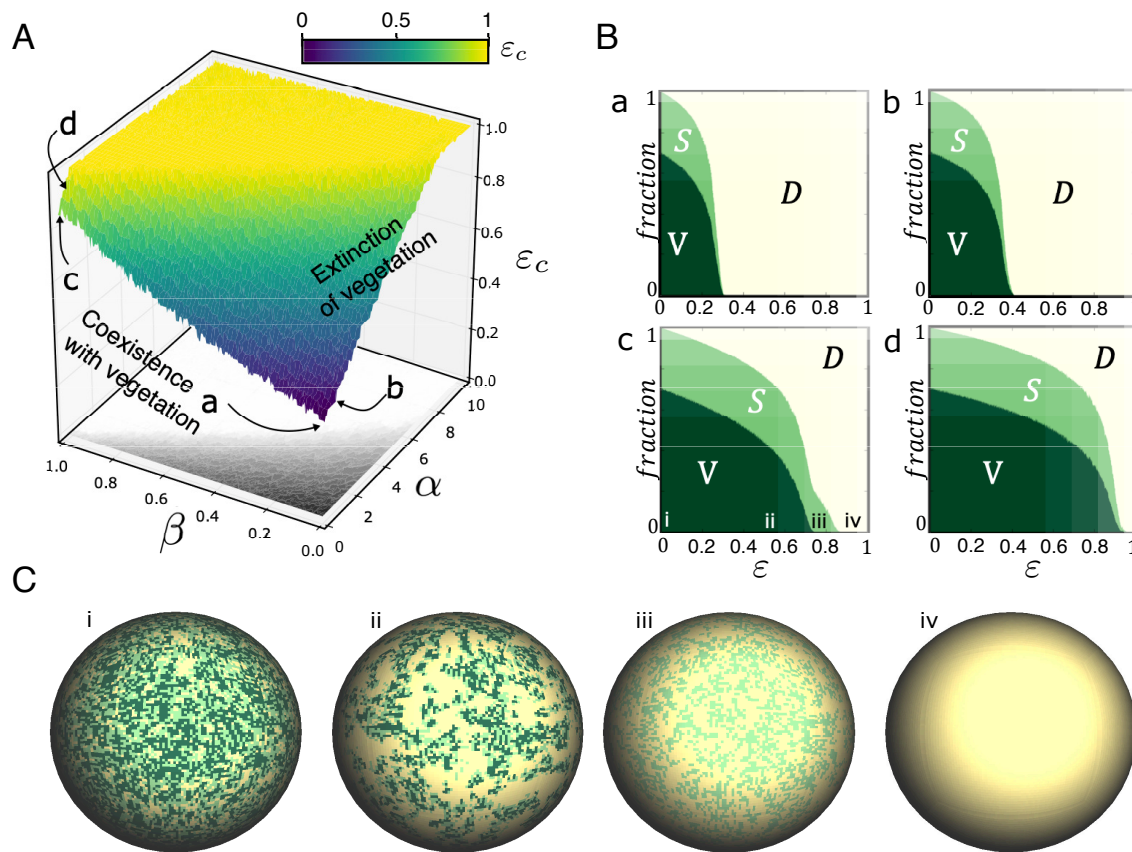 A
0 0.5 1
εc
d
c
a
b
Extinction
of vegetation
Coexistence
with vegetation
1.0
0.8
0.6
0.4
0.2
0.0
εc
10
8
6
4
2
0
α
1.0
0.8
0.6
0.4
0.2
0.0
β
B
a
1
fraction
0
S
V
D
0 0.2 0.4 0.6 0.8 1
b
1
fraction
0
S
V
D
0 0.2 0.4 0.6 0.8
c
1
fraction
0
S
V
D
i ii iii iv
0 0.2 0.4 0.6 0.8 1
ε
d
1
fraction
0
S
V
D
0 0.2 0.4 0.6 0.8
ε
C
i ii iii iv